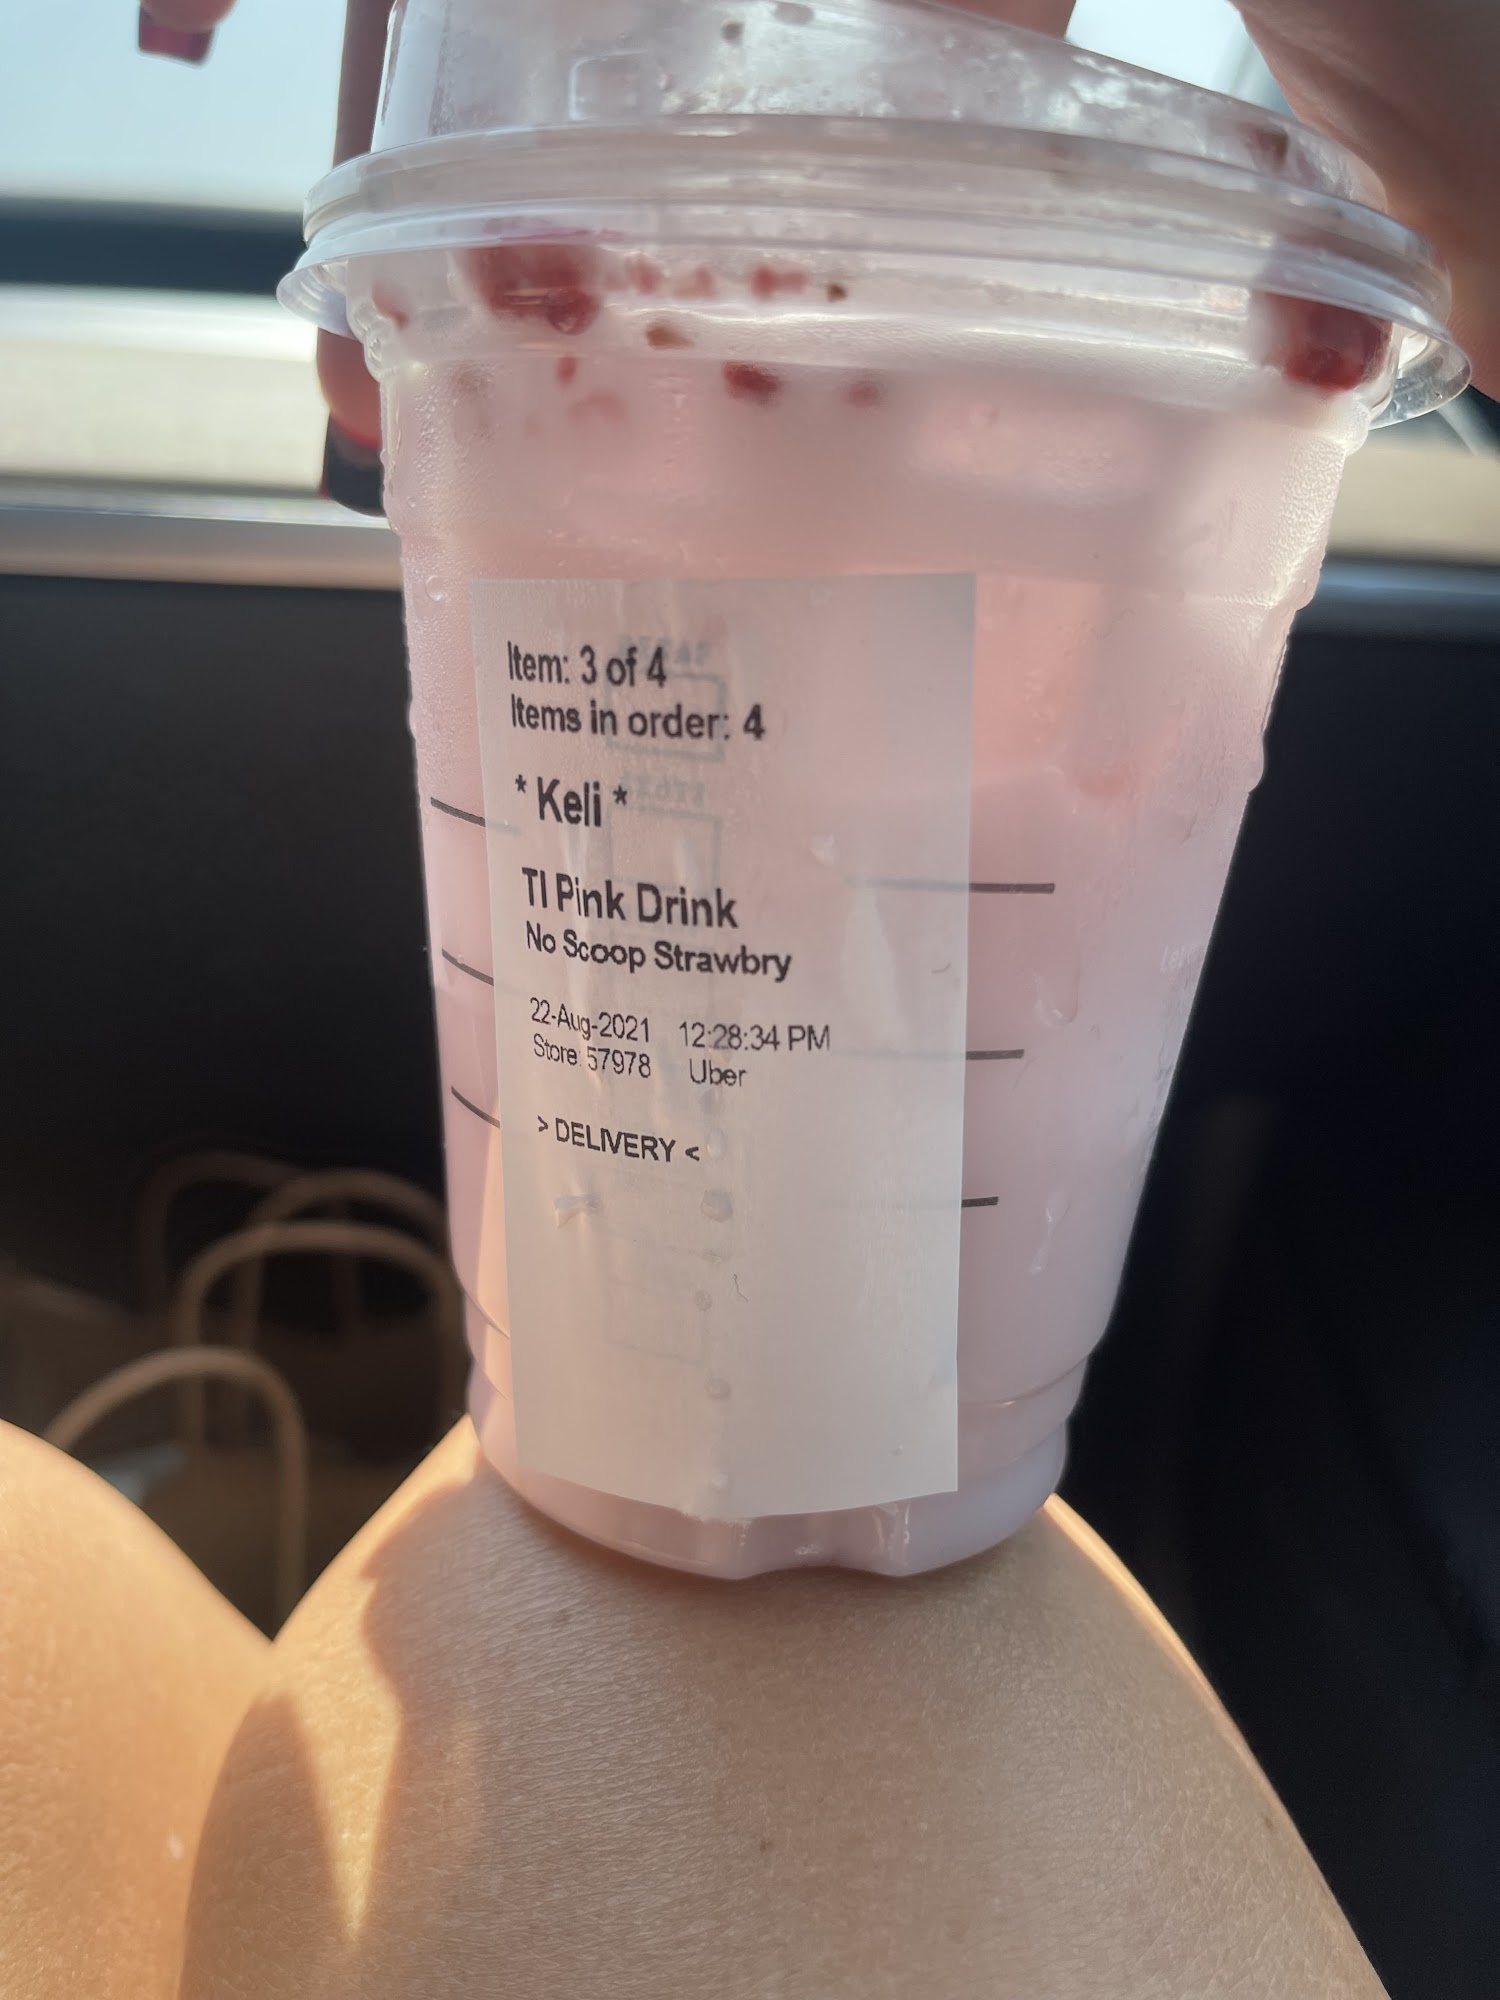 Item: 3 of 4
Items in order: 4
* Keli *
TI Pink Drink
No Scoop Strawbry
22-Aug-2021 12:28:34 PM
Store: 57978 Uber
> DELIVERY <